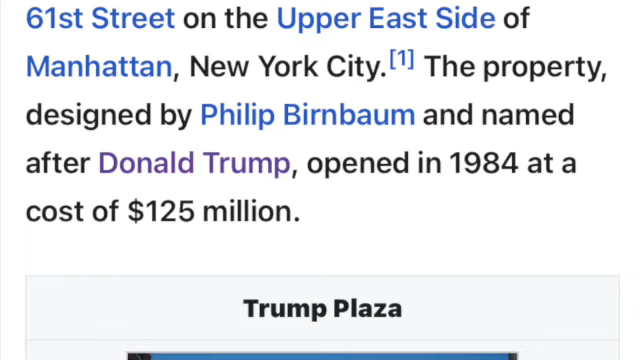 61st Street on the Upper East Side of
Manhattan, New York City.[1] The property,
designed by Philip Birnbaum and named
after Donald Trump, opened in 1984 at a
cost of $125 million.
Trump Plaza